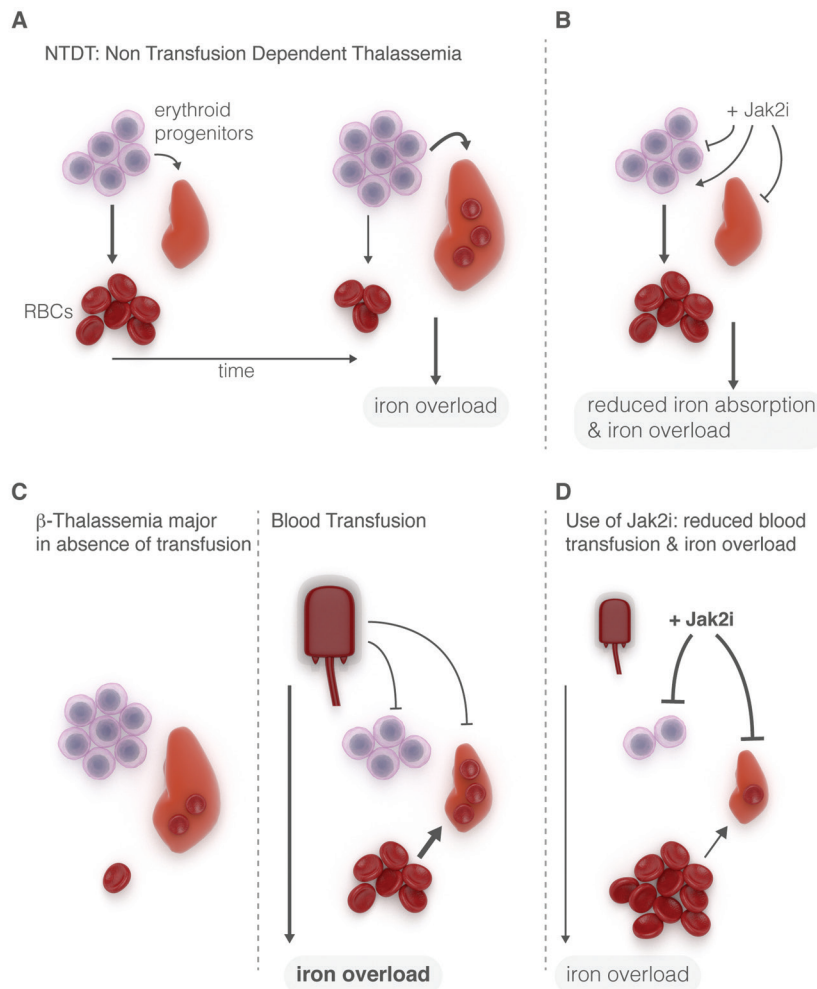 A
NTDT: Non Transfusion Dependent Thalassemia
erythroid
progenitors
RBCs
time
iron overload
B
+ Jak2i
reduced iron absorption
& iron overload
C
β-Thalassemia major
in absence of transfusion
Blood Transfusion
iron overload
D
Use of Jak2i: reduced blood
transfusion & iron overload
+ Jak2i
iron overload